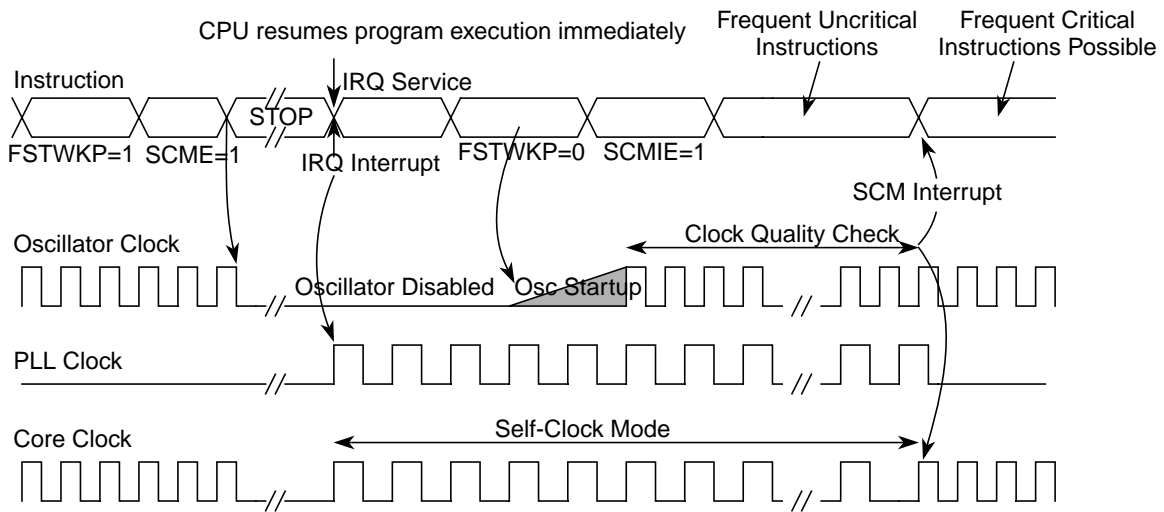 CPU resumes program execution immediately
Frequent Uncritical
Instructions
Frequent Critical
Instructions Possible
Instruction
IRQ Service
STOP
FSTWKP=1
SCME=1
IRQ Interrupt
FSTWKP=0
SCMIE=1
SCM Interrupt
Oscillator Clock
Clock Quality Check
Oscillator Disabled
Osc Startup
PLL Clock
Core Clock
Self-Clock Mode